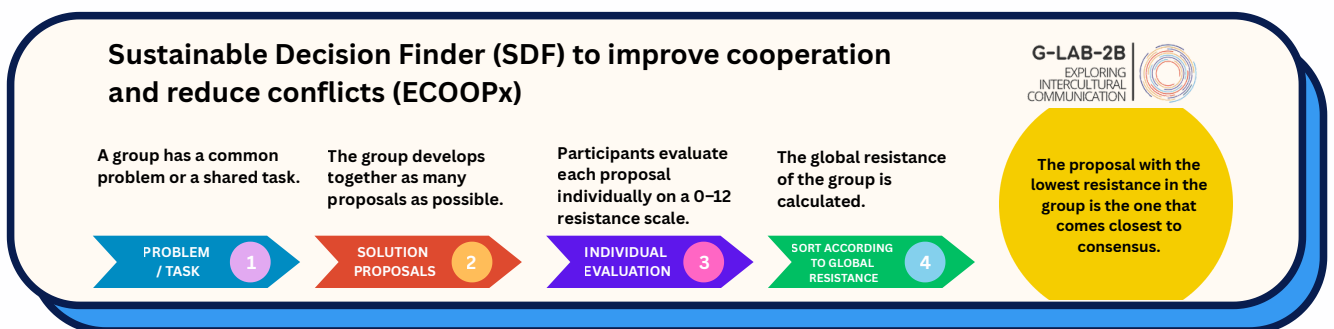 Sustainable Decision Finder (SDF) to improve cooperation
and reduce conflicts (ECOOPx)
G-LAB-2B
EXPLORING
INTERCULTURAL
COMMUNICATION
A group has a common
problem or a shared task.
PROBLEM
/ TASK
1
The group develops
together as many
proposals as possible.
SOLUTION
PROPOSALS
2
Participants evaluate
each proposal
individually on a 0–12
resistance scale.
INDIVIDUAL
EVALUATION
3
The global resistance
of the group is
calculated.
SORT ACCORDING
TO GLOBAL
RESISTANCE
4
The proposal with the
lowest resistance in the
group is the one that
comes closest to
consensus.